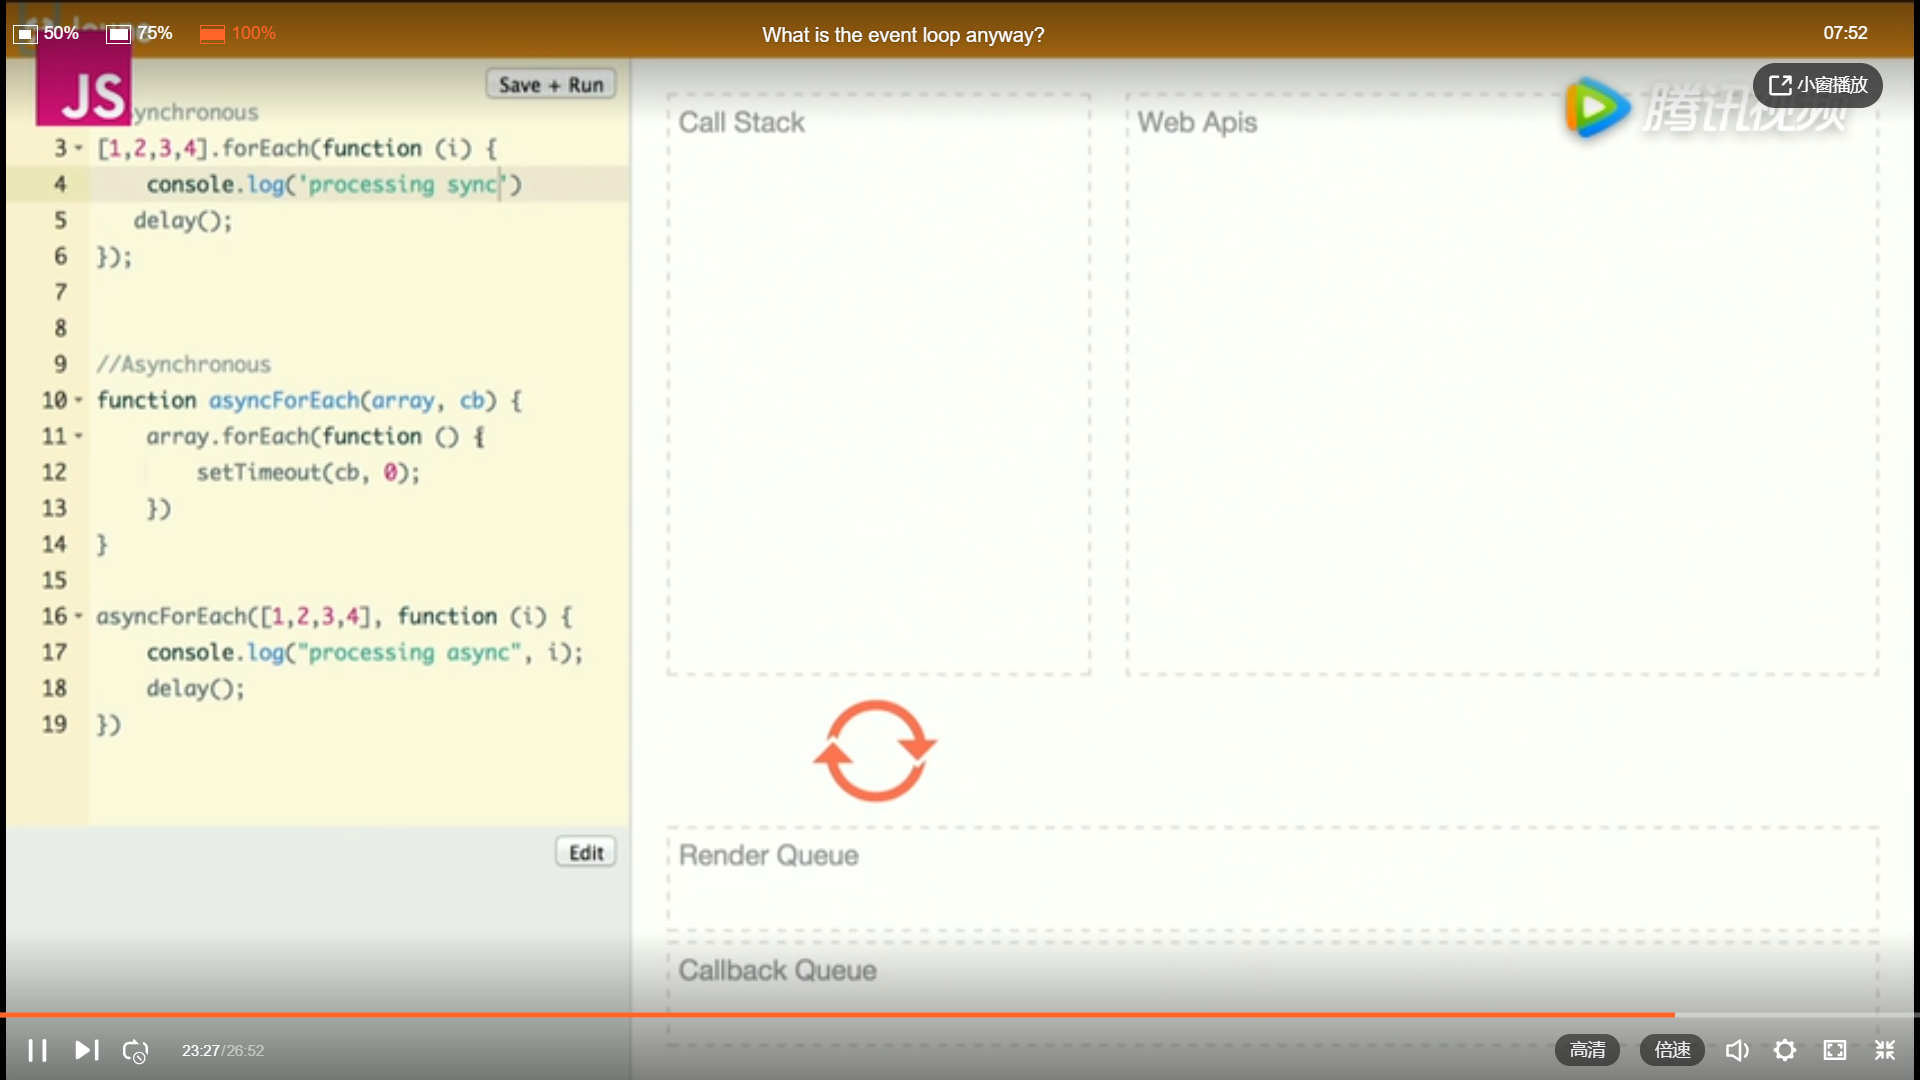 50% 75% 100%
What is the event loop anyway?
07:52
JS
Save + Run
小窗播放
腾讯视频
ynchronous
3 [1,2,3,4].forEach(function (i) {
4 console.log('processing sync')
5 delay();
6 });
7
8
9 //Asynchronous
10 function asyncForEach(array, cb) {
11 array.forEach(function () {
12 setTimeout(cb, 0);
13 })
14 }
15
16 asyncForEach([1,2,3,4], function (i) {
17 console.log("processing async", i);
18 delay();
19 })
Edit
Call Stack
Web Apis
Render Queue
Callback Queue
23:27/26:52
高清
倍速